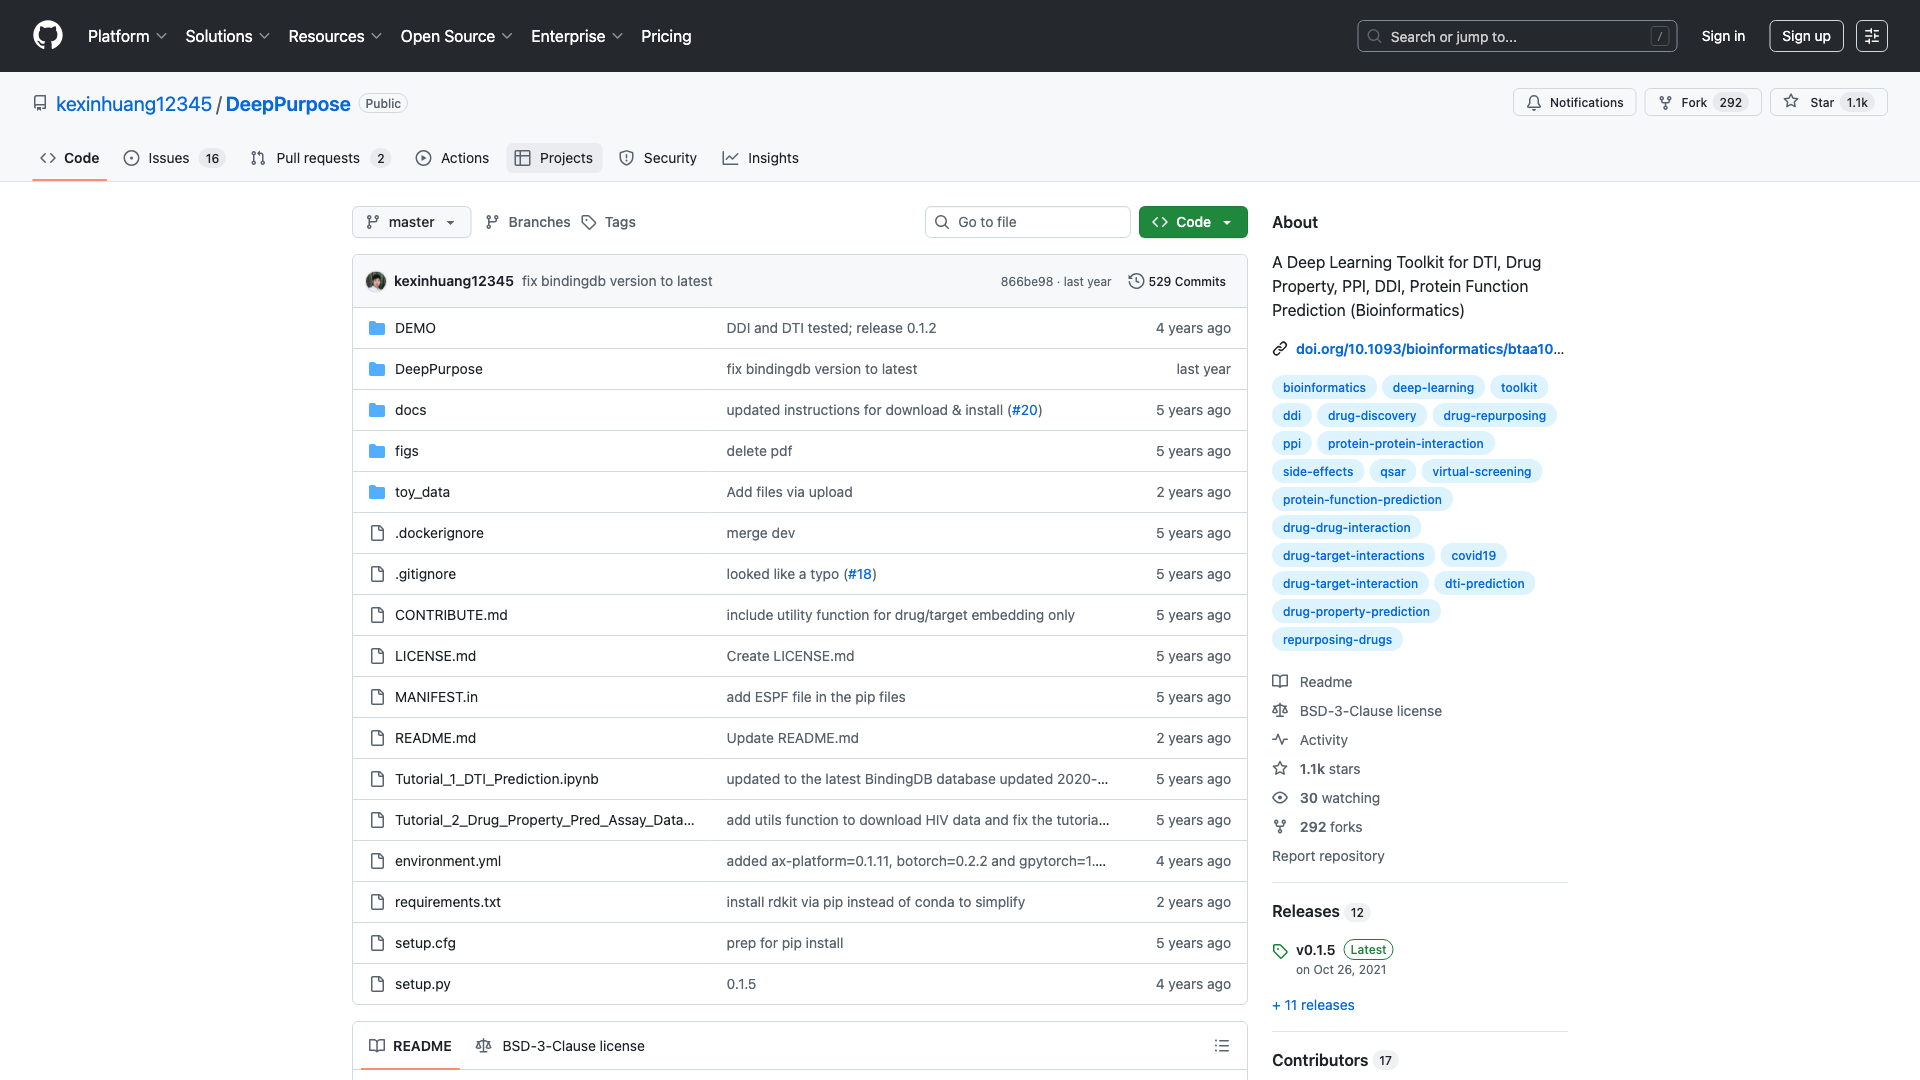 Platform Solutions Resources Open Source Enterprise Pricing Search or jump to... / Sign in Sign up
kexinhuang12345 / DeepPurpose Public Notifications Fork 292 Star 1.1k
Code Issues 16 Pull requests 2 Actions Projects Security Insights
master Branches Tags Go to file Code
kexinhuang12345 fix bindingdb version to latest 866be98 · last year 529 Commits
DEMO DDI and DTI tested; release 0.1.2 4 years ago
DeepPurpose fix bindingdb version to latest last year
docs updated instructions for download & install (#20) 5 years ago
figs delete pdf 5 years ago
toy_data Add files via upload 2 years ago
.dockerignore merge dev 5 years ago
.gitignore looked like a typo (#18) 5 years ago
CONTRIBUTE.md include utility function for drug/target embedding only 5 years ago
LICENSE.md Create LICENSE.md 5 years ago
MANIFEST.in add ESPF file in the pip files 5 years ago
README.md Update README.md 2 years ago
Tutorial_1_DTI_Prediction.ipynb updated to the latest BindingDB database updated 2020-... 5 years ago
Tutorial_2_Drug_Property_Pred_Assay_Data... add utils function to download HIV data and fix the tutoria... 5 years ago
environment.yml added ax-platform=0.1.11, botorch=0.2.2 and gpytorch=1.... 4 years ago
requirements.txt install rdkit via pip instead of conda to simplify 2 years ago
setup.cfg prep for pip install 5 years ago
setup.py 0.1.5 4 years ago
README BSD-3-Clause license
About
A Deep Learning Toolkit for DTI, Drug
Property, PPI, DDI, Protein Function
Prediction (Bioinformatics)
doi.org/10.1093/bioinformatics/btaa10...
bioinformatics deep-learning toolkit
ddi drug-discovery drug-repurposing
ppi protein-protein-interaction
side-effects qsar virtual-screening
protein-function-prediction
drug-drug-interaction
drug-target-interactions covid19
drug-target-interaction dti-prediction
drug-property-prediction
repurposing-drugs
Readme
BSD-3-Clause license
Activity
1.1k stars
30 watching
292 forks
Report repository
Releases 12
v0.1.5 Latest
on Oct 26, 2021
+ 11 releases
Contributors 17